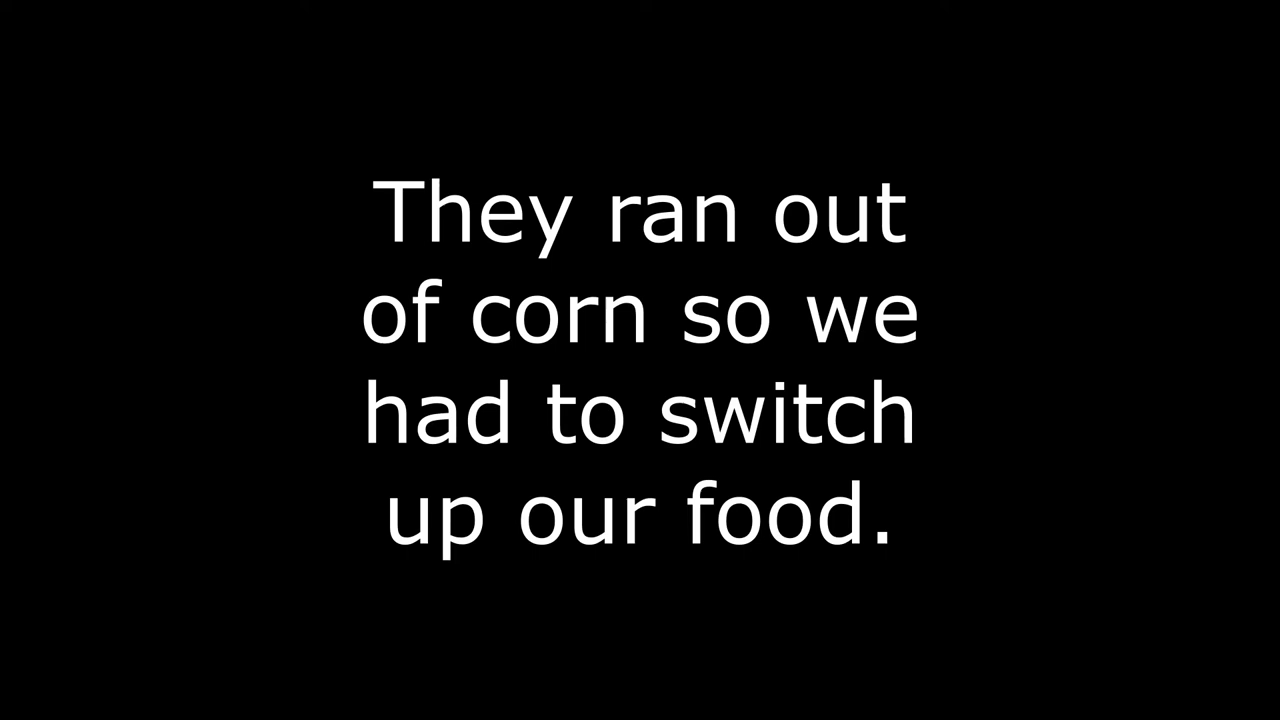 They ran out
of corn so we
had to switch
up our food.